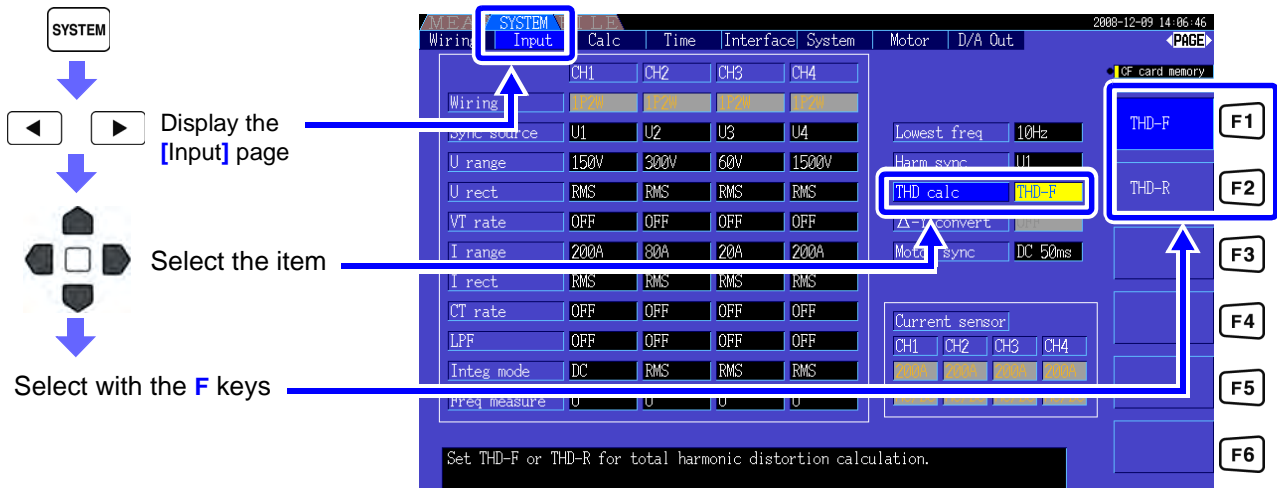 SYSTEM
Display the
[Input] page
Select the item
Select with the F keys
SYSTEM 2008-12-09 14:06:46
Wiring Input Calc Time Interface System Motor D/A Out PAGE
CF card memory
CH1 CH2 CH3 CH4
Wiring 1P2W 1P2W 1P2W 1P2W
Sync source U1 U2 U3 U4
U range 150V 300V 60V 1500V
U rect RMS RMS RMS RMS
VT rate OFF OFF OFF OFF
I range 200A 80A 20A 200A
I rect RMS RMS RMS RMS
CT rate OFF OFF OFF OFF
LPF OFF OFF OFF OFF
Integ mode DC RMS RMS RMS
Freq measure U U U U
Lowest freq 10Hz
Harm sync U1
THD calc THD-F
OFF
Motor sync DC 50ms
Current sensor
CH1 CH2 CH3 CH4
200A 200A 200A 200A
THD-F F1
THD-R F2
F3
F4
F5
F6
Set THD-F or THD-R for total harmonic distortion calculation.